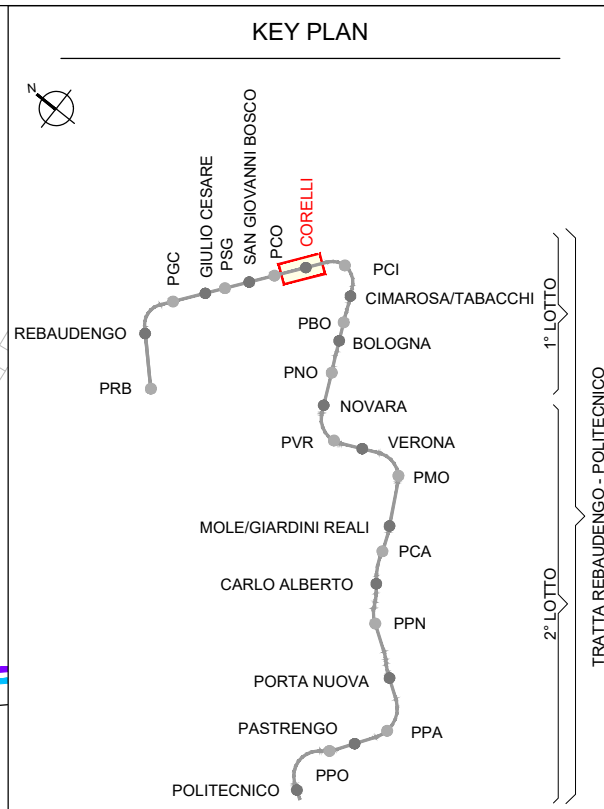 KEY PLAN
N
PGC
GIULIO CESARE
PSG
SAN GIOVANNI BOSCO
PCO
CORELLI
PCI
CIMAROSA/TABACCHI
REBAUDENGO
PBO
BOLOGNA
PRB
PNO
NOVARA
PVR
VERONA
PMO
MOLE/GIARDINI REALI
PCA
CARLO ALBERTO
PPN
PORTA NUOVA
PASTRENGO
PPA
PPO
POLITECNICO
1° LOTTO
2° LOTTO
TRATTA REBAUDENGO - POLITECNICO